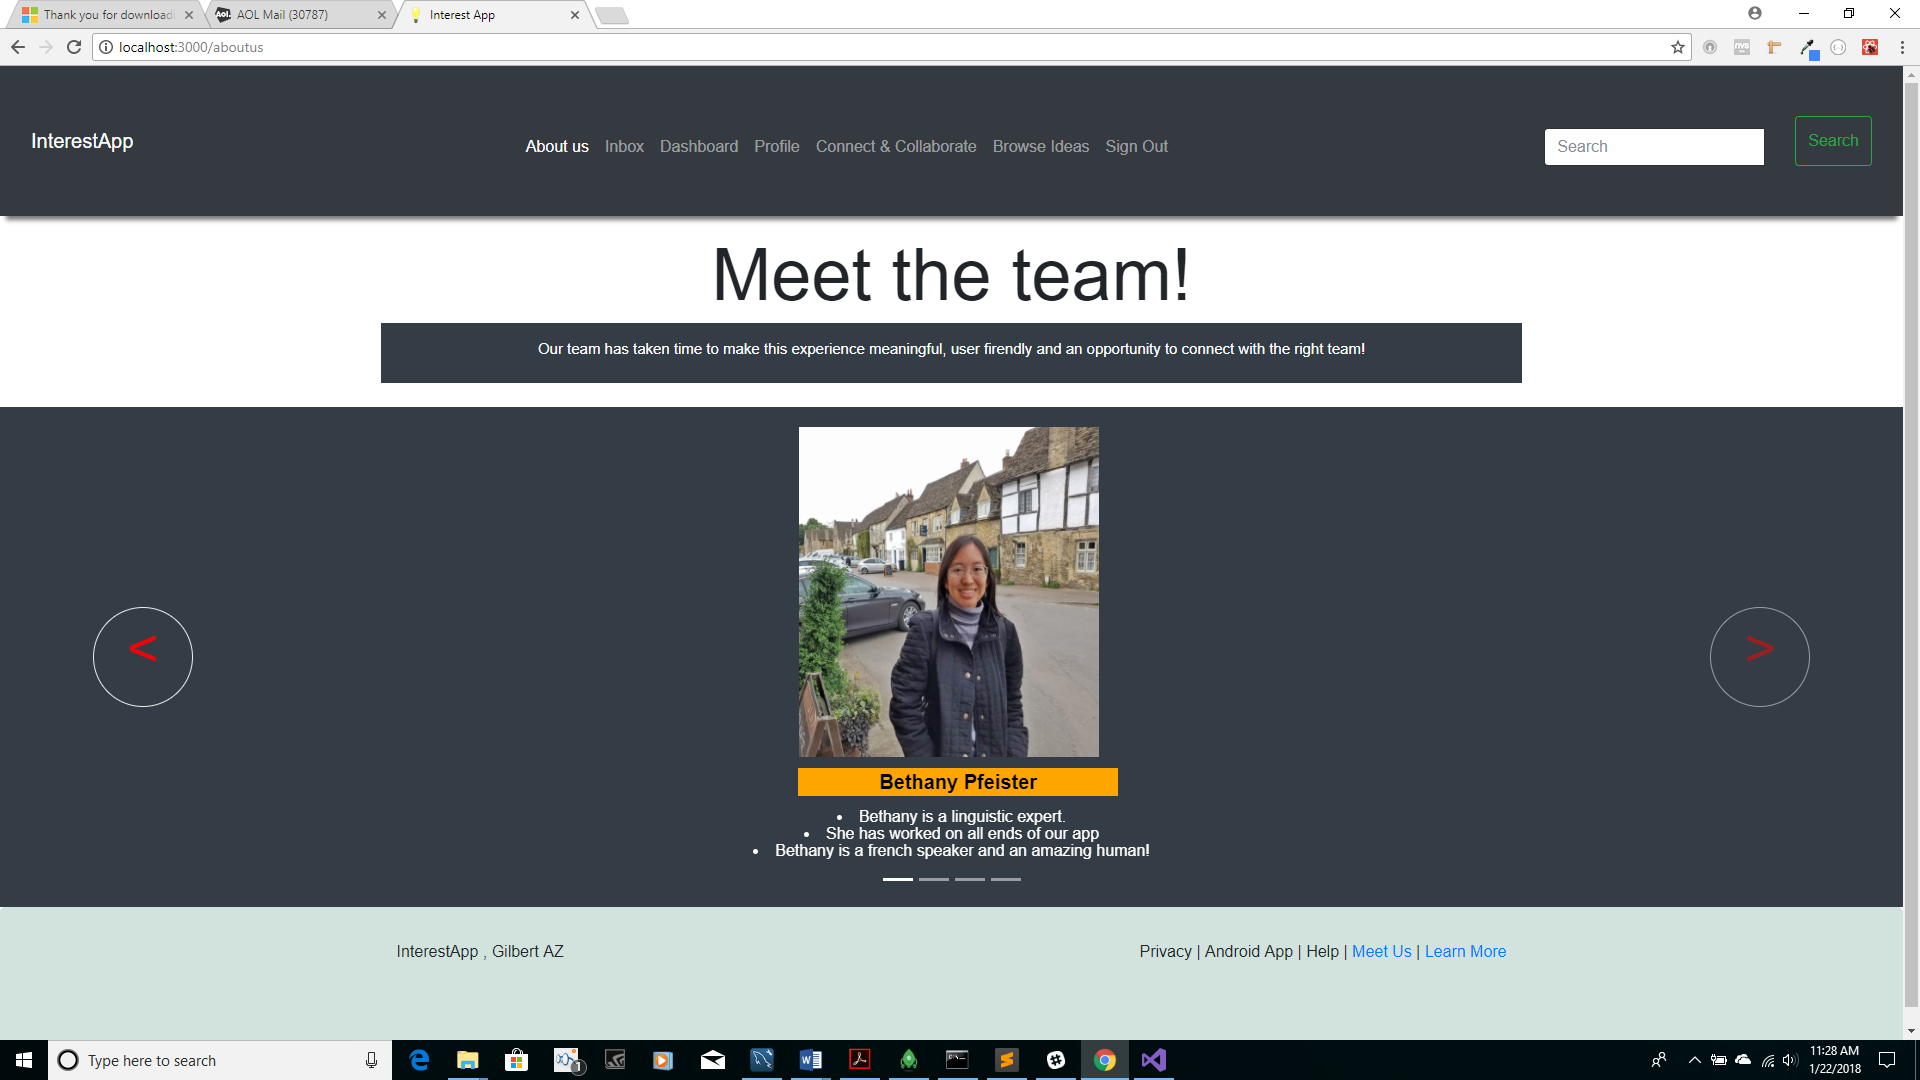 Thank you for downloadi
AOL Mail (30787)
Interest App
localhost:3000/aboutus
InterestApp
About us Inbox Dashboard Profile Connect & Collaborate Browse Ideas Sign Out
Search
Search
Meet the team!
Our team has taken time to make this experience meaningful, user firendly and an opportunity to connect with the right team!
<
>
Bethany Pfeister
• Bethany is a linguistic expert.
• She has worked on all ends of our app
• Bethany is a french speaker and an amazing human!
InterestApp , Gilbert AZ
Privacy | Android App | Help | Meet Us | Learn More
Type here to search
1
11:28 AM
1/22/2018